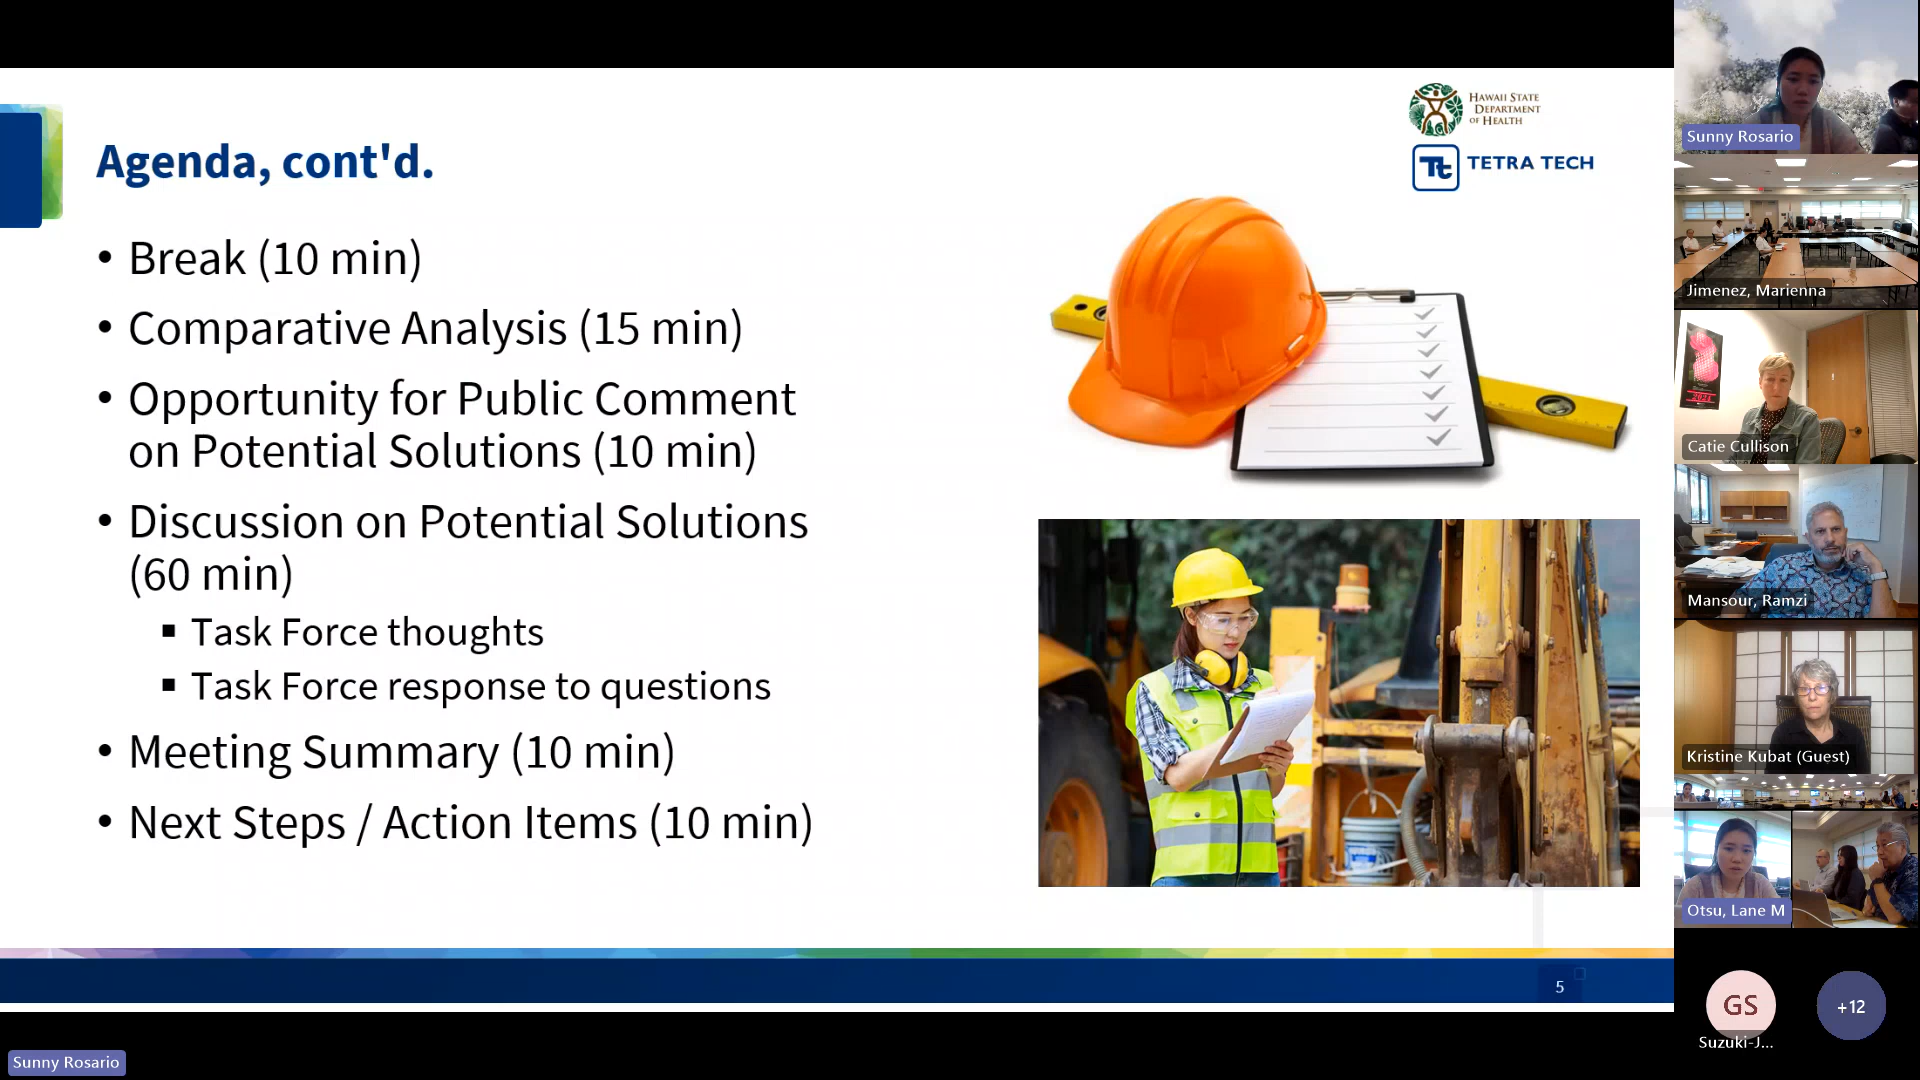 Agenda, cont'd.
HAWAII STATE
DEPARTMENT
OF HEALTH
Tt
TETRA TECH
• Break (10 min)
• Comparative Analysis (15 min)
• Opportunity for Public Comment
on Potential Solutions (10 min)
• Discussion on Potential Solutions
(60 min)
▪ Task Force thoughts
▪ Task Force response to questions
• Meeting Summary (10 min)
• Next Steps / Action Items (10 min)
5
Sunny Rosario
Sunny Rosario
Jimenez, Marienna
Catie Cullison
Mansour, Ramzi
Kristine Kubat (Guest)
Otsu, Lane M
GS
Suzuki-J...
+12